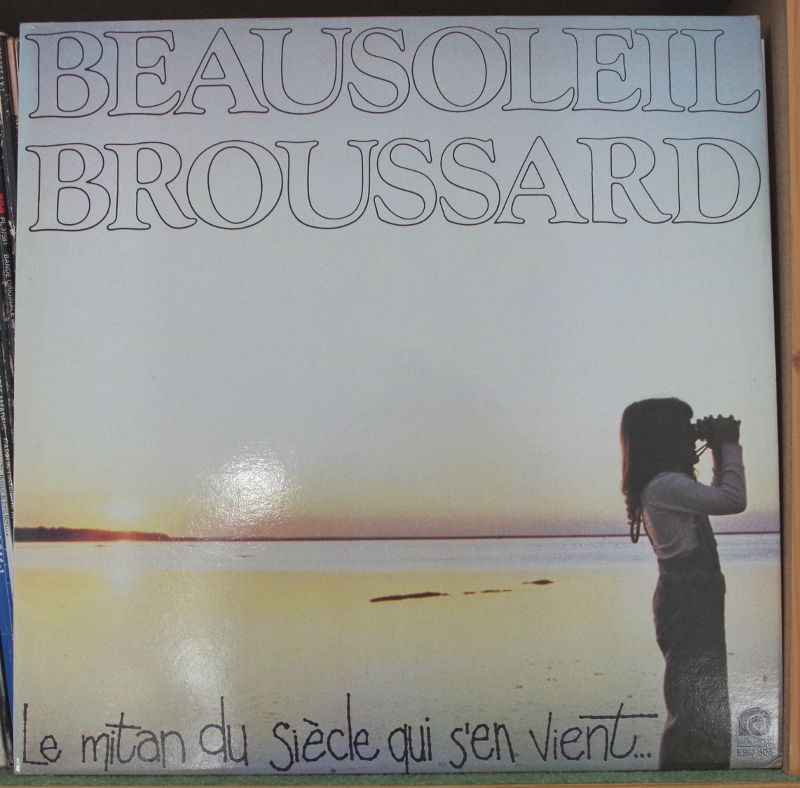 BEAUSOLEIL
BROUSSARD
Le mitan du siècle qui s'en vient...